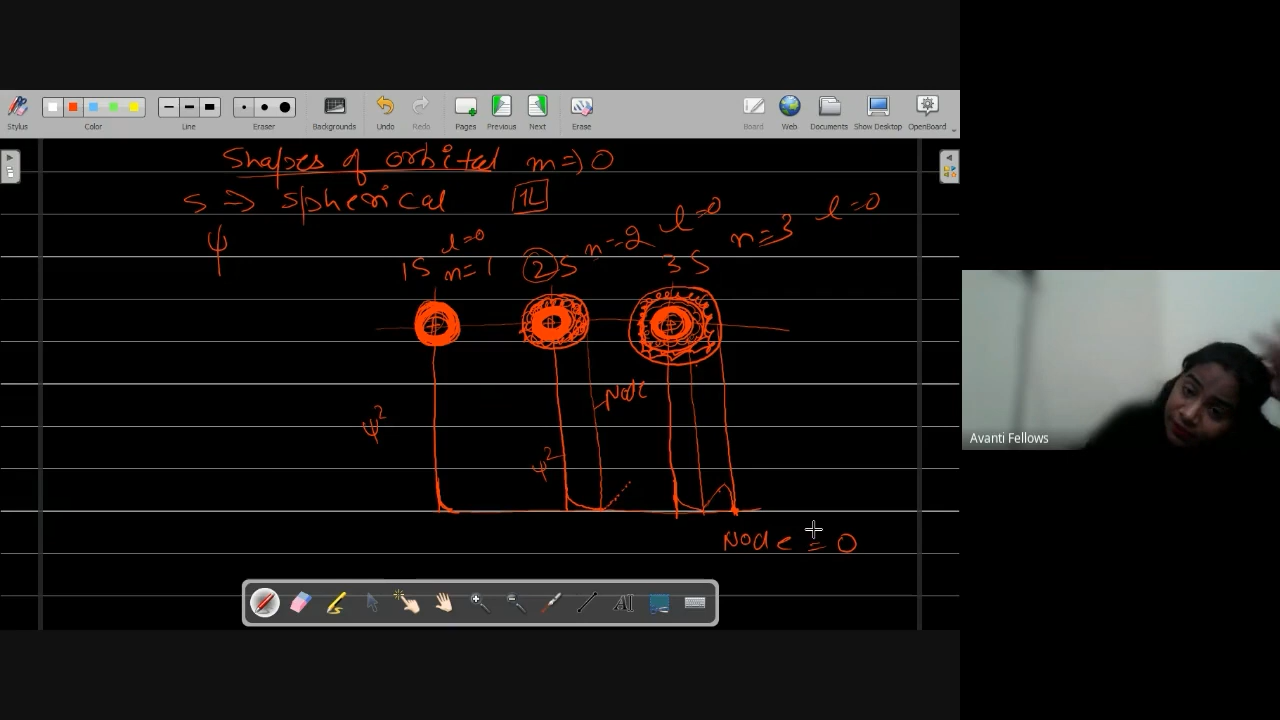 Stylus
Color
Line
Eraser
Backgrounds
Undo
Redo
Pages
Previous
Next
Erase
Board
Web
Documents
Show Desktop
OpenBoard
Shapes of orbital m=) 0
s => spherical 1L
ψ
l=0
l=0
l=0
1S n=1
2S n=2
3S n=3
Node
ψ²
ψ²
Node = 0
AI
Avanti Fellows